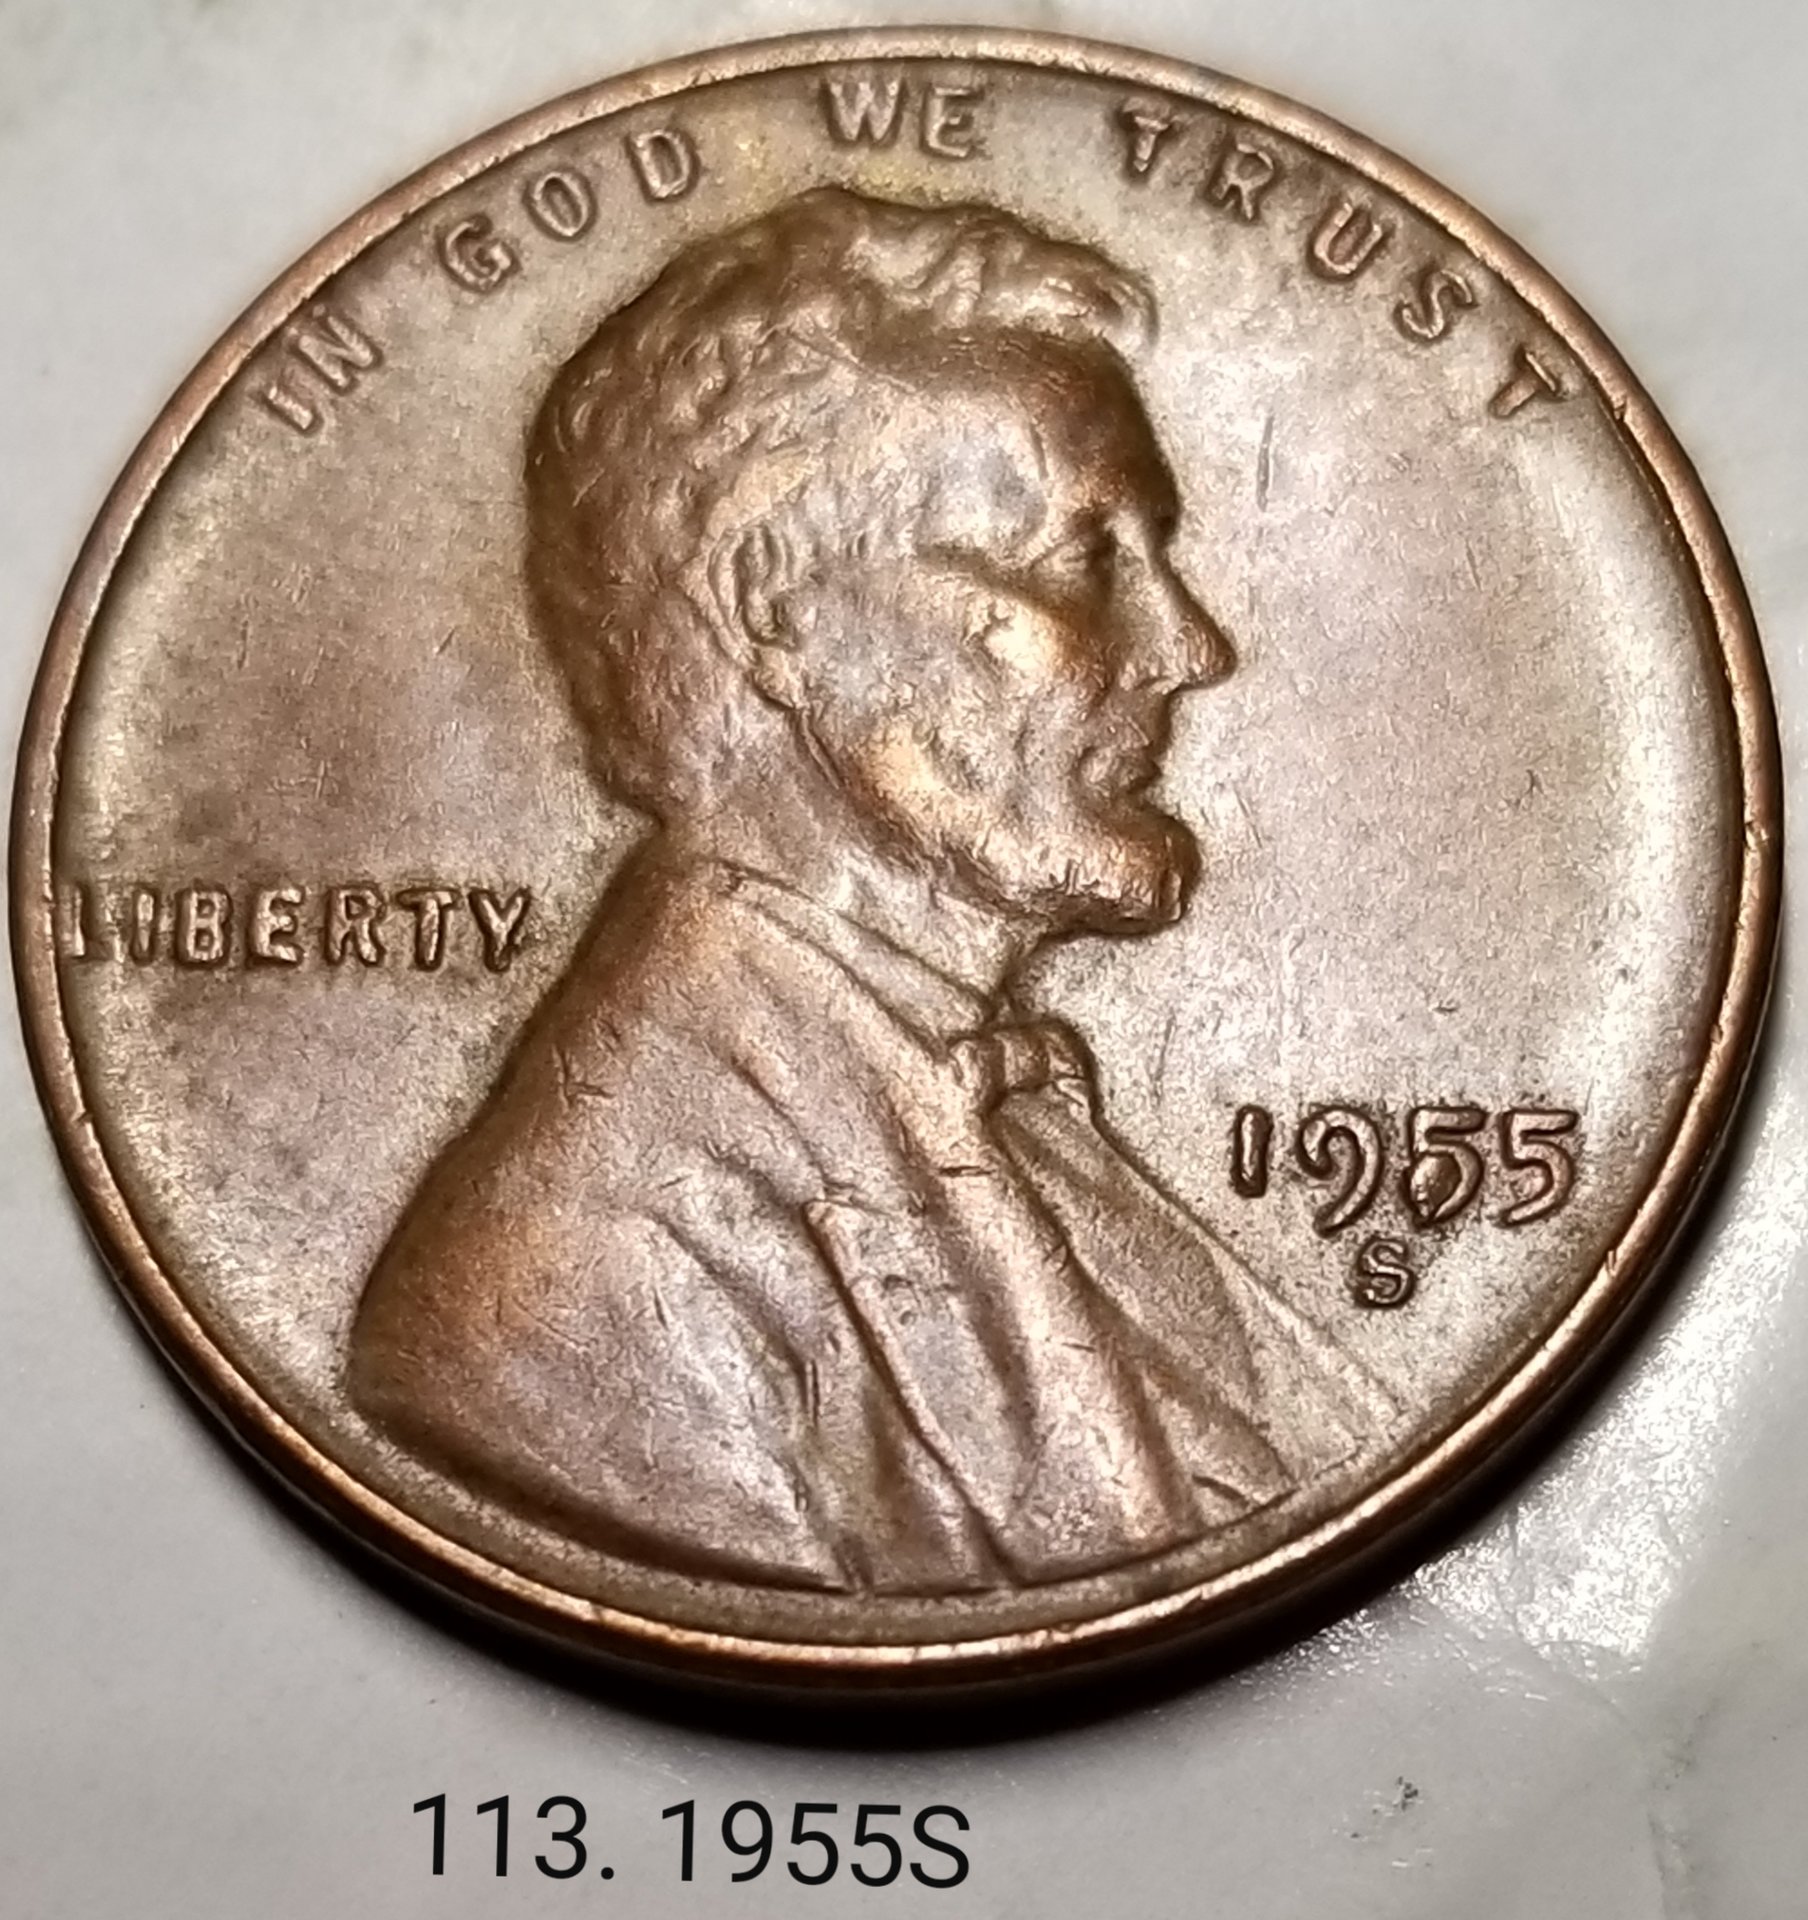 IN GOD WE TRUST
LIBERTY
1955
S
113. 1955S